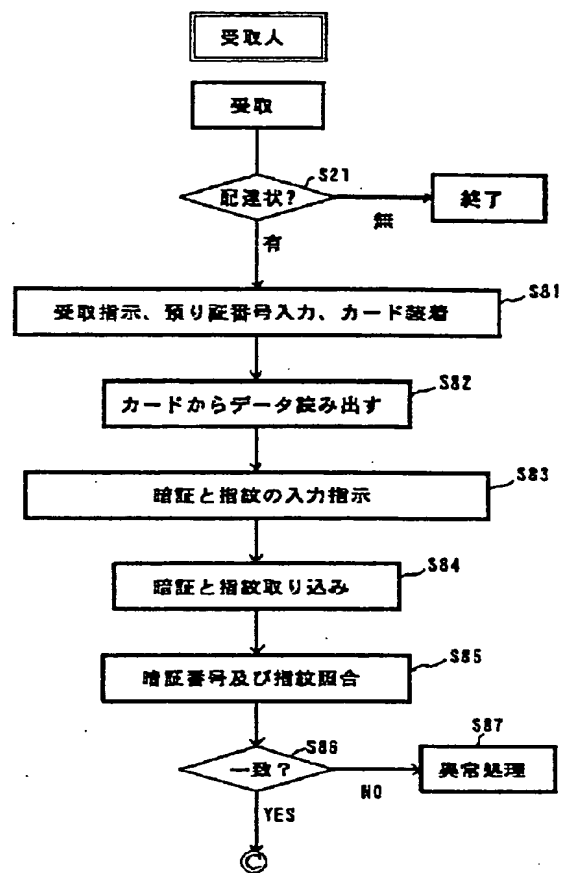 受取人
受取
S21
配達状?
終了
無
有
S81
受取指示、預り証番号入力、カード装着
S82
カードからデータ読み出す
S83
暗証と指紋の入力指示
S84
暗証と指紋取り込み
S85
暗証番号及び指紋照合
S86
S87
一致?
異常処理
NO
YES
C